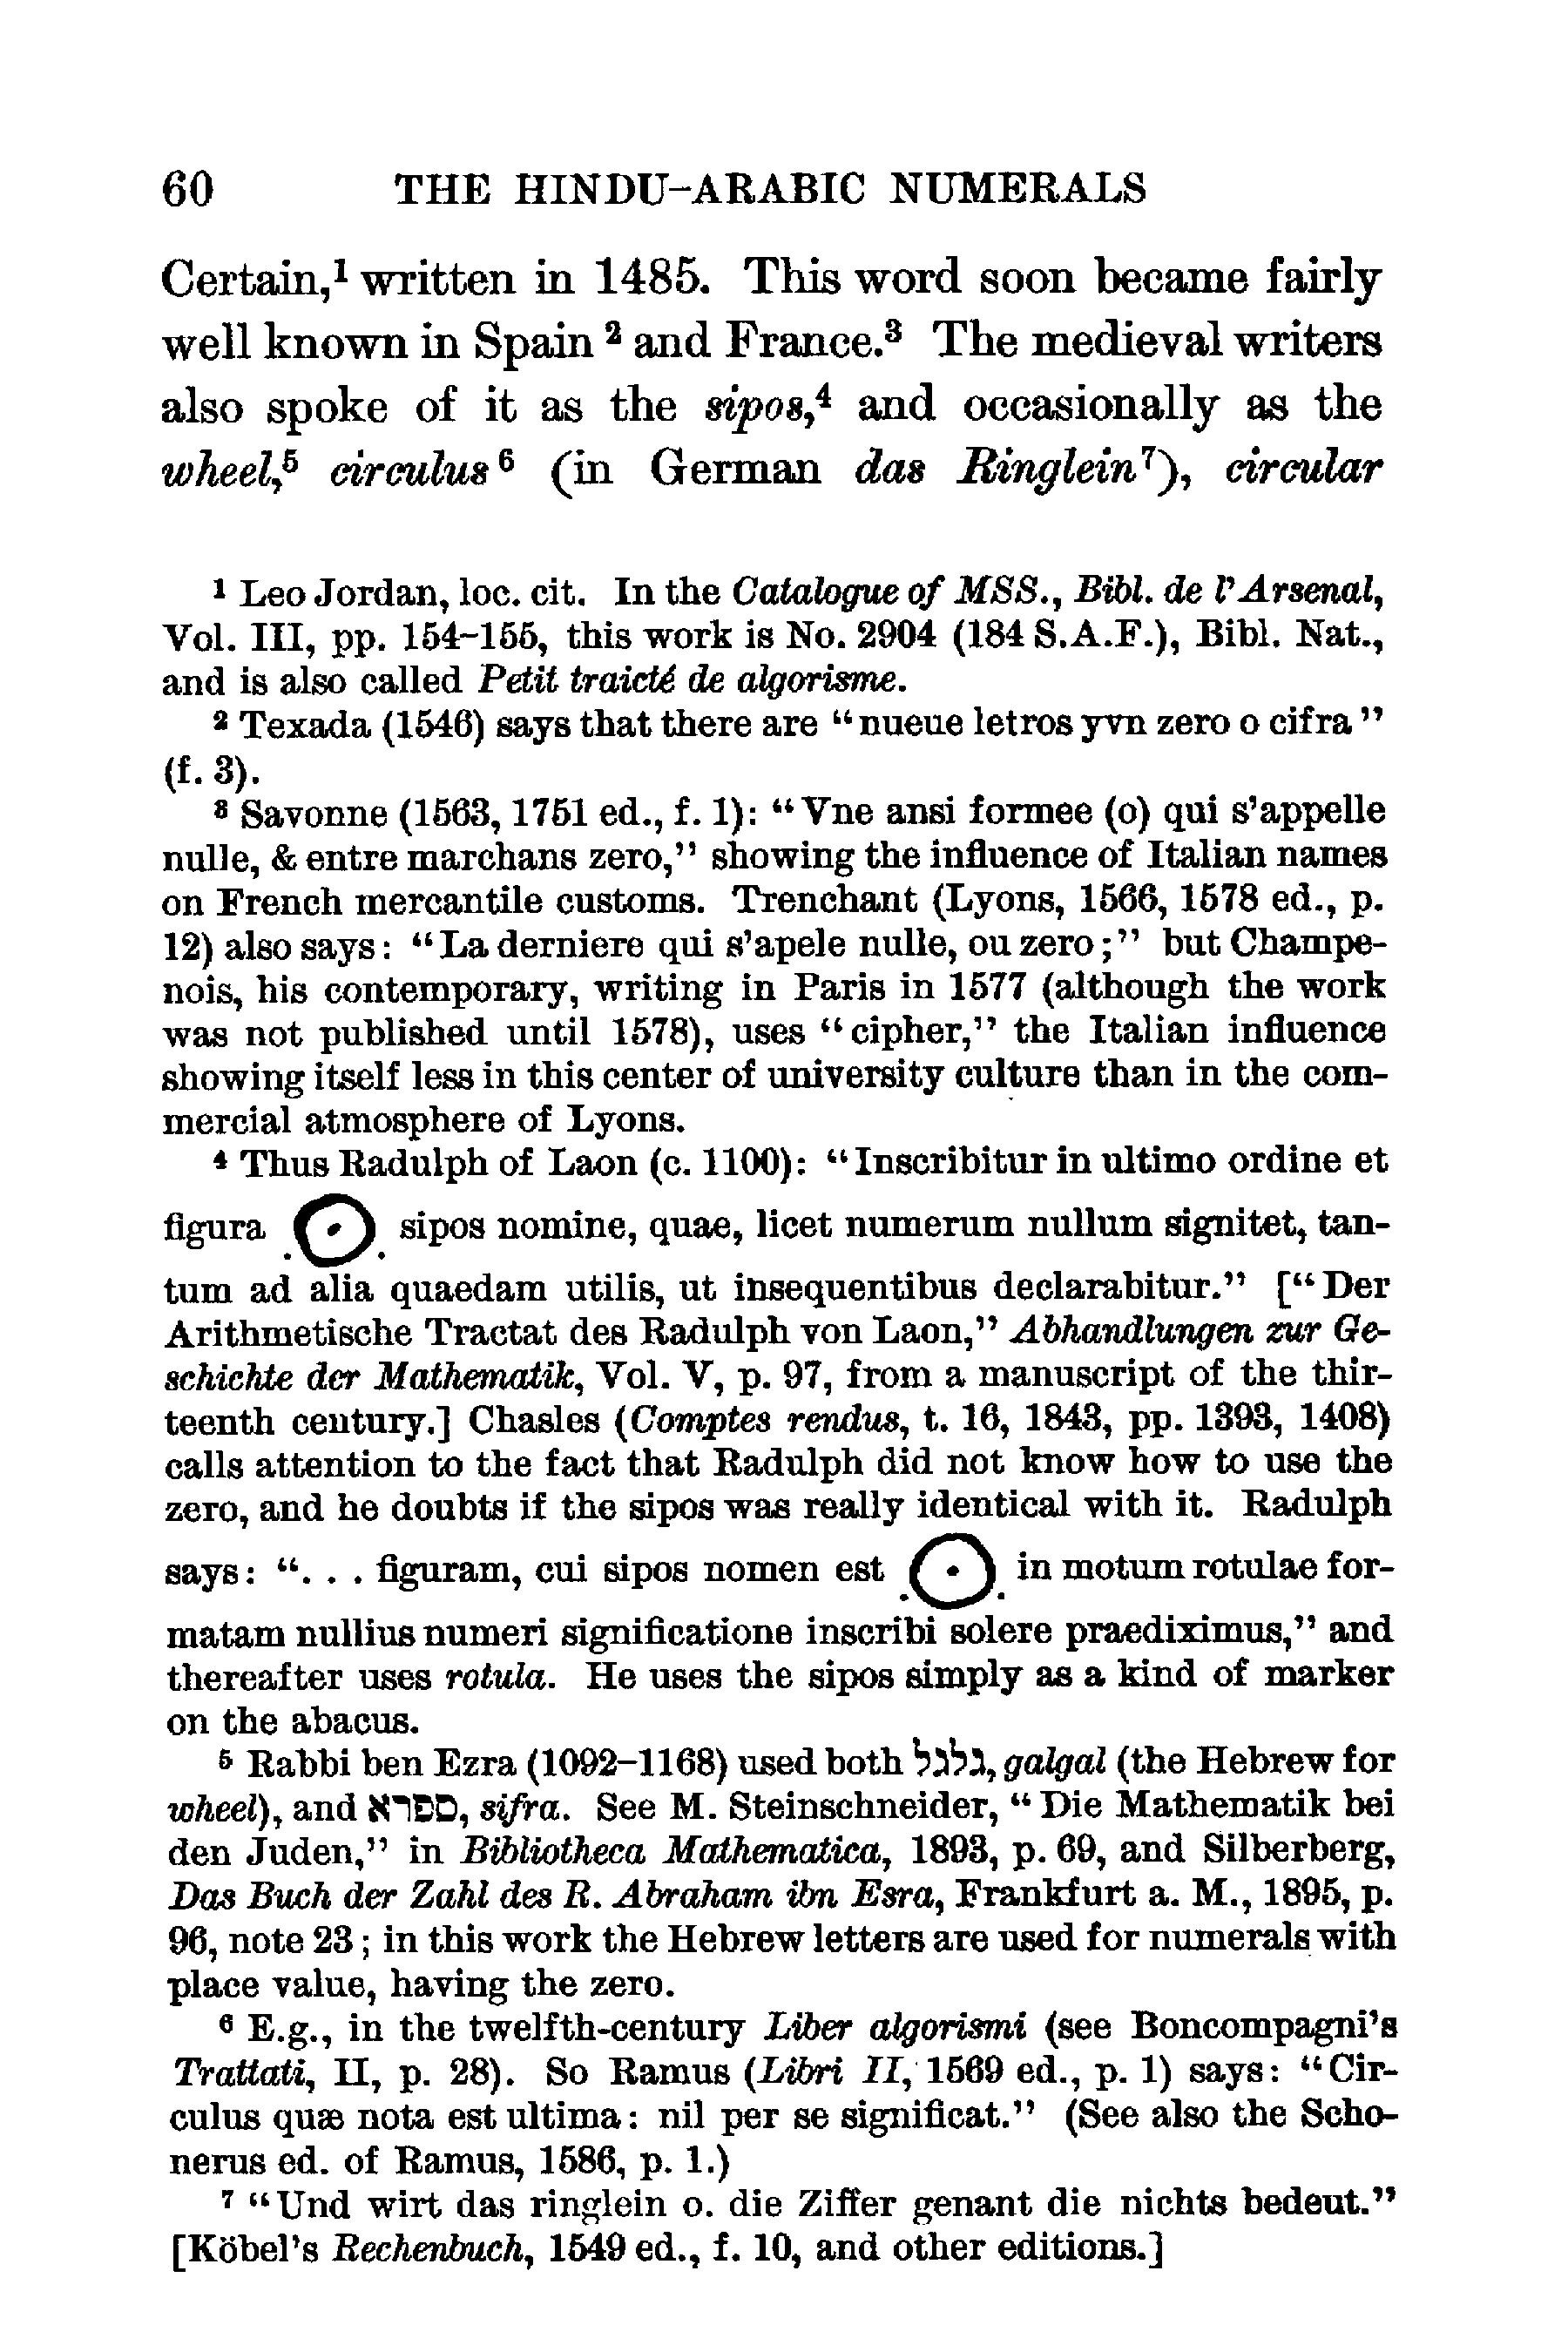 60 THE HINDU-ARABIC NUMERALS
Certain,¹ written in 1485. This word soon became fairly
well known in Spain ² and France.³ The medieval writers
also spoke of it as the sipos,⁴ and occasionally as the
wheel,⁵ circulus ⁶ (in German das Ringlein⁷), circular
¹ Leo Jordan, loc. cit. In the Catalogue of MSS., Bibl. de l'Arsenal,
Vol. III, pp. 154–155, this work is No. 2904 (184 S.A.F.), Bibl. Nat.,
and is also called Petit traicté de algorisme.
² Texada (1546) says that there are "nueue letros yvn zero o cifra"
(f. 3).
³ Savonne (1563, 1751 ed., f. 1): "Vne ansi formee (o) qui s'appelle
nulle, & entre marchans zero," showing the influence of Italian names
on French mercantile customs. Trenchant (Lyons, 1566, 1578 ed., p.
12) also says: "La derniere qui s'apele nulle, ou zero;" but Champe-
nois, his contemporary, writing in Paris in 1577 (although the work
was not published until 1578), uses "cipher," the Italian influence
showing itself less in this center of university culture than in the com-
mercial atmosphere of Lyons.
⁴ Thus Radulph of Laon (c. 1100): "Inscribitur in ultimo ordine et
figura sipos nomine, quae, licet numerum nullum signitet, tan-
tum ad alia quaedam utilis, ut insequentibus declarabitur." ["Der
Arithmetische Tractat des Radulph von Laon," Abhandlungen zur Ge-
schichte der Mathematik, Vol. V, p. 97, from a manuscript of the thir-
teenth century.] Chasles (Comptes rendus, t. 16, 1843, pp. 1393, 1408)
calls attention to the fact that Radulph did not know how to use the
zero, and he doubts if the sipos was really identical with it. Radulph
says: ". . . figuram, cui sipos nomen est in motum rotulae for-
matam nullius numeri significatione inscribi solere praediximus," and
thereafter uses rotula. He uses the sipos simply as a kind of marker
on the abacus.
⁵ Rabbi ben Ezra (1092–1168) used both גלגל, galgal (the Hebrew for
wheel), and ספרא, sifra. See M. Steinschneider, "Die Mathematik bei
den Juden," in Bibliotheca Mathematica, 1893, p. 69, and Silberberg,
Das Buch der Zahl des R. Abraham ibn Esra, Frankfurt a. M., 1895, p.
96, note 23; in this work the Hebrew letters are used for numerals with
place value, having the zero.
⁶ E.g., in the twelfth-century Liber algorismi (see Boncompagni's
Trattati, II, p. 28). So Ramus (Libri II, 1569 ed., p. 1) says: "Cir-
culus quæ nota est ultima: nil per se significat." (See also the Scho-
nerus ed. of Ramus, 1586, p. 1.)
⁷ "Und wirt das ringlein o. die Ziffer genant die nichts bedeut."
[Köbel's Rechenbuch, 1549 ed., f. 10, and other editions.]